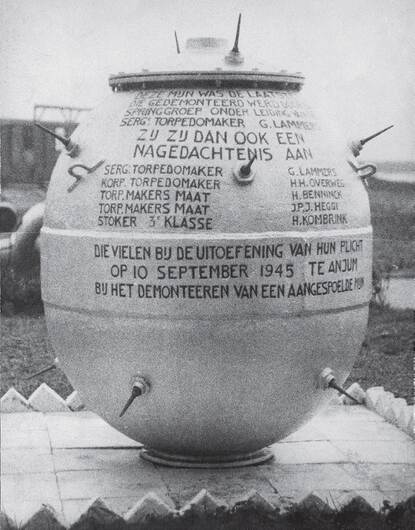 DEZE MIJN WAS DE LAATSTE
DIE GEDEMONTEERD WERD DOOR
SPRINGGROEP ONDER LEIDING VAN
SERG: TORPEDOMAKER G. LAMMERS
ZIJ ZIJ DAN OOK EEN
NAGEDACHTENIS AAN
SERG: TORPEDOMAKER G. LAMMERS
KORP. TORPEDOMAKER H.H. OVERWEG
TORP. MAKERS MAAT H. BENNINCK
TORP. MAKERS MAAT J.P.J. HEGGI
STOKER 3E KLASSE H. KOMBRINK
DIE VIELEN BIJ DE UITOEFENING VAN HUN PLICHT
OP 10 SEPTEMBER 1945 TE ANJUM
BIJ HET DEMONTEEREN VAN EEN AANGESPOELDE MIJN